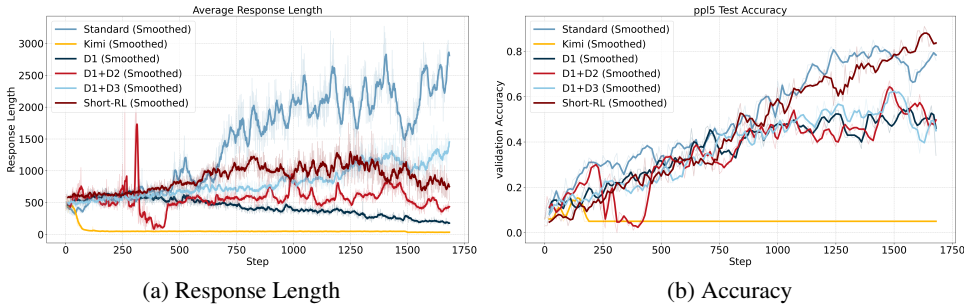 Average Response Length
3000
2500
2000
1500
1000
500
0
Response Length
Standard (Smoothed)
Kimi (Smoothed)
D1 (Smoothed)
D1+D2 (Smoothed)
D1+D3 (Smoothed)
Short-RL (Smoothed)
0 250 500 750 1000 1250 1500 1750
Step
(a) Response Length
ppl5 Test Accuracy
0.8
0.6
0.4
0.2
0.0
validation Accuracy
Standard (Smoothed)
Kimi (Smoothed)
D1 (Smoothed)
D1+D2 (Smoothed)
D1+D3 (Smoothed)
Short-RL (Smoothed)
0 250 500 750 1000 1250 1500 1750
Step
(b) Accuracy